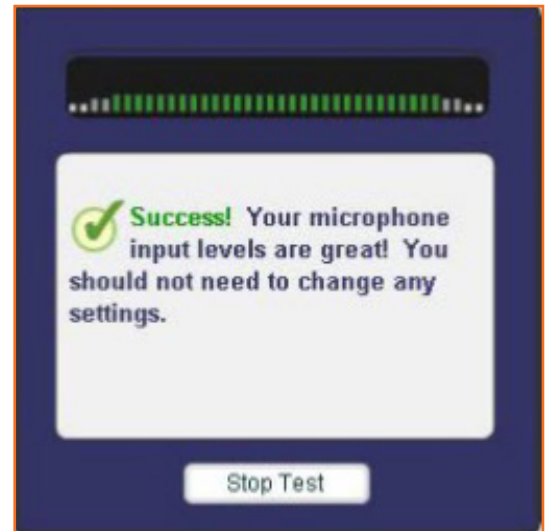 Success! Your microphone
input levels are great! You
should not need to change any
settings.
Stop Test